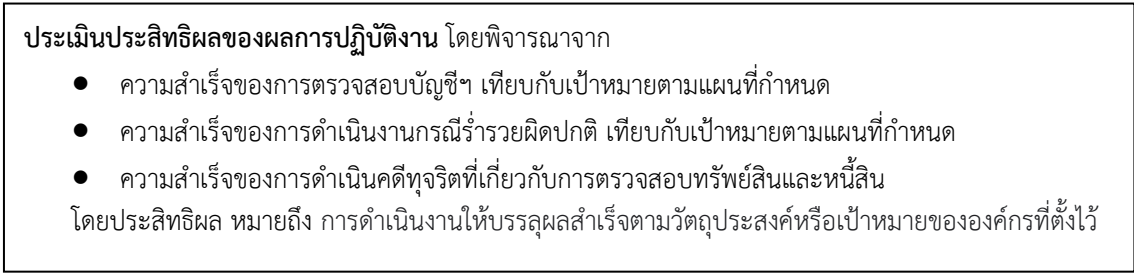 ประเมินประสิทธิผลของผลการปฏิบัติงาน โดยพิจารณาจาก
● ความสำเร็จของการตรวจสอบบัญชีฯ เทียบกับเป้าหมายตามแผนที่กำหนด
● ความสำเร็จของการดำเนินงานกรณีร่ำรวยผิดปกติ เทียบกับเป้าหมายตามแผนที่กำหนด
● ความสำเร็จของการดำเนินคดีทุจริตที่เกี่ยวกับการตรวจสอบทรัพย์สินและหนี้สิน
โดยประสิทธิผล หมายถึง การดำเนินงานให้บรรลุผลสำเร็จตามวัตถุประสงค์หรือเป้าหมายขององค์กรที่ตั้งไว้